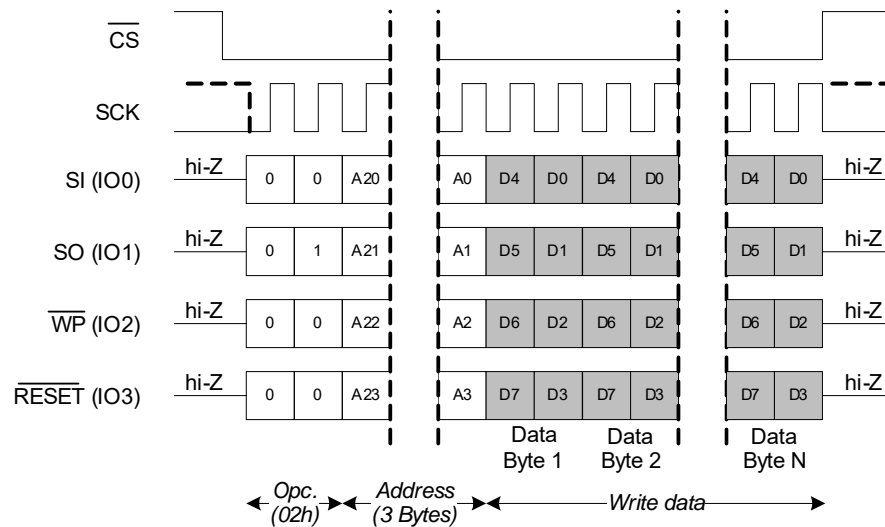 CS
SCK
hi-Z 0 0 A20 A0 D4 D0 D4 D0 D4 D0 hi-Z
SI (IO0)
hi-Z 0 1 A21 A1 D5 D1 D5 D1 D5 D1 hi-Z
SO (IO1)
hi-Z 0 0 A22 A2 D6 D2 D6 D2 D6 D2 hi-Z
WP (IO2)
hi-Z 0 0 A23 A3 D7 D3 D7 D3 D7 D3 hi-Z
RESET (IO3)
Data Data Data
Byte 1 Byte 2 Byte N
Opc. Address Write data
(02h) (3 Bytes)